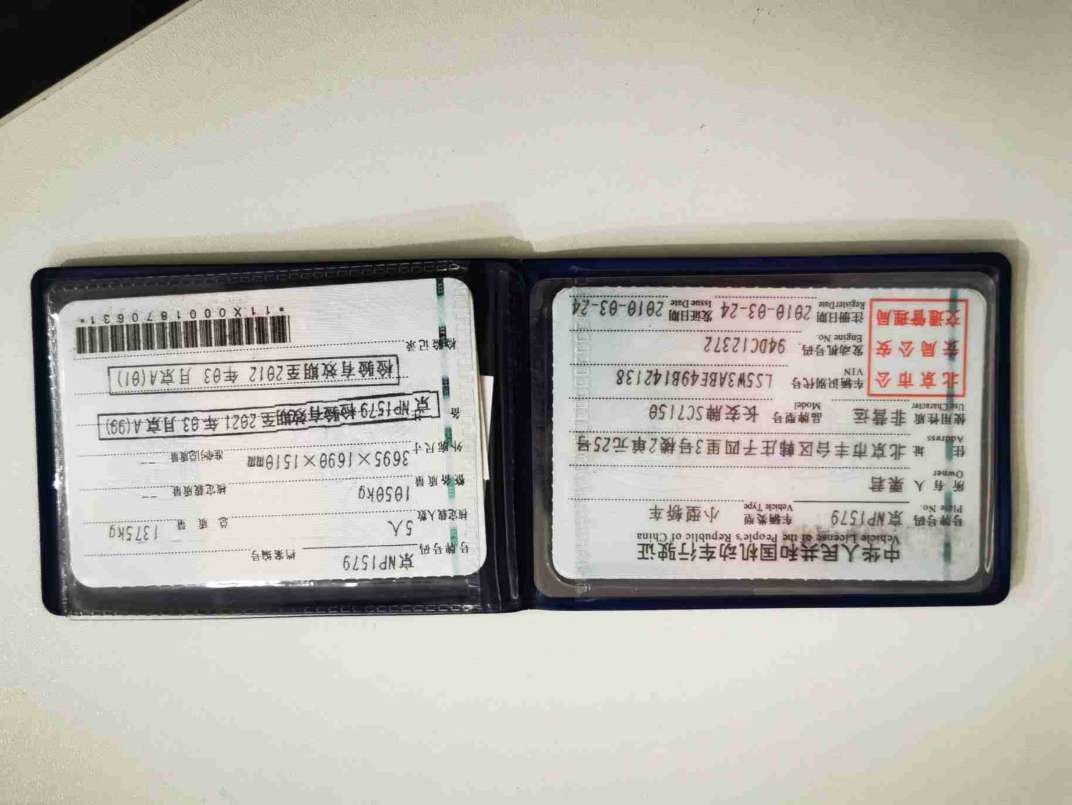 中华人民共和国机动车行驶证
Vehicle License of the People's Republic of China
号牌号码 京NP1579 车辆类型 小型轿车
Plate No. Vehicle Type
所有人 栗君
Owner
住址 北京市丰台区韩庄子四里3号楼2单元25号
Address
使用性质 非营运 品牌型号 长安牌SC7150
Use Character Model
北京市公
安局公安
交通管理局
车辆识别代号 LS5W3ABE49B142138
VIN
发动机号码 94DC12372
Engine No.
注册日期 2010-03-24 发证日期 2010-03-24
Register Date Issue Date
号牌号码 京NP1579 档案编号
核定载人数 5人 总质量 1375kg
整备质量 1050kg 核定载质量 --
外廓尺寸 3695×1690×1510mm 准牵引总质量 --
备注
京NP1579 检验有效期至2021年03月京A(99)
检验有效期至2012年03月京A(01)
检验记录
*11X0001870631*